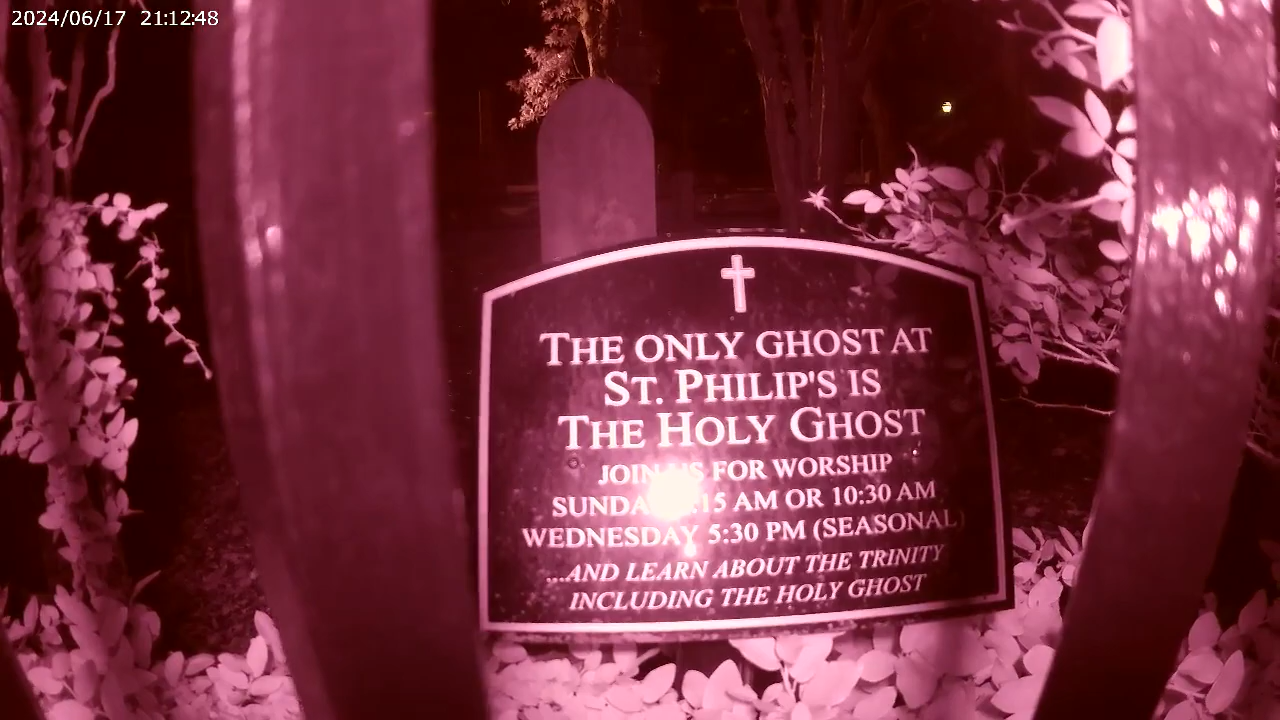 2024/06/17 21:12:48
THE ONLY GHOST AT
ST. PHILIP'S IS
THE HOLY GHOST
JOIN US FOR WORSHIP
SUNDAY :15 AM OR 10:30 AM
WEDNESDAY 5:30 PM (SEASONAL)
...AND LEARN ABOUT THE TRINITY
INCLUDING THE HOLY GHOST